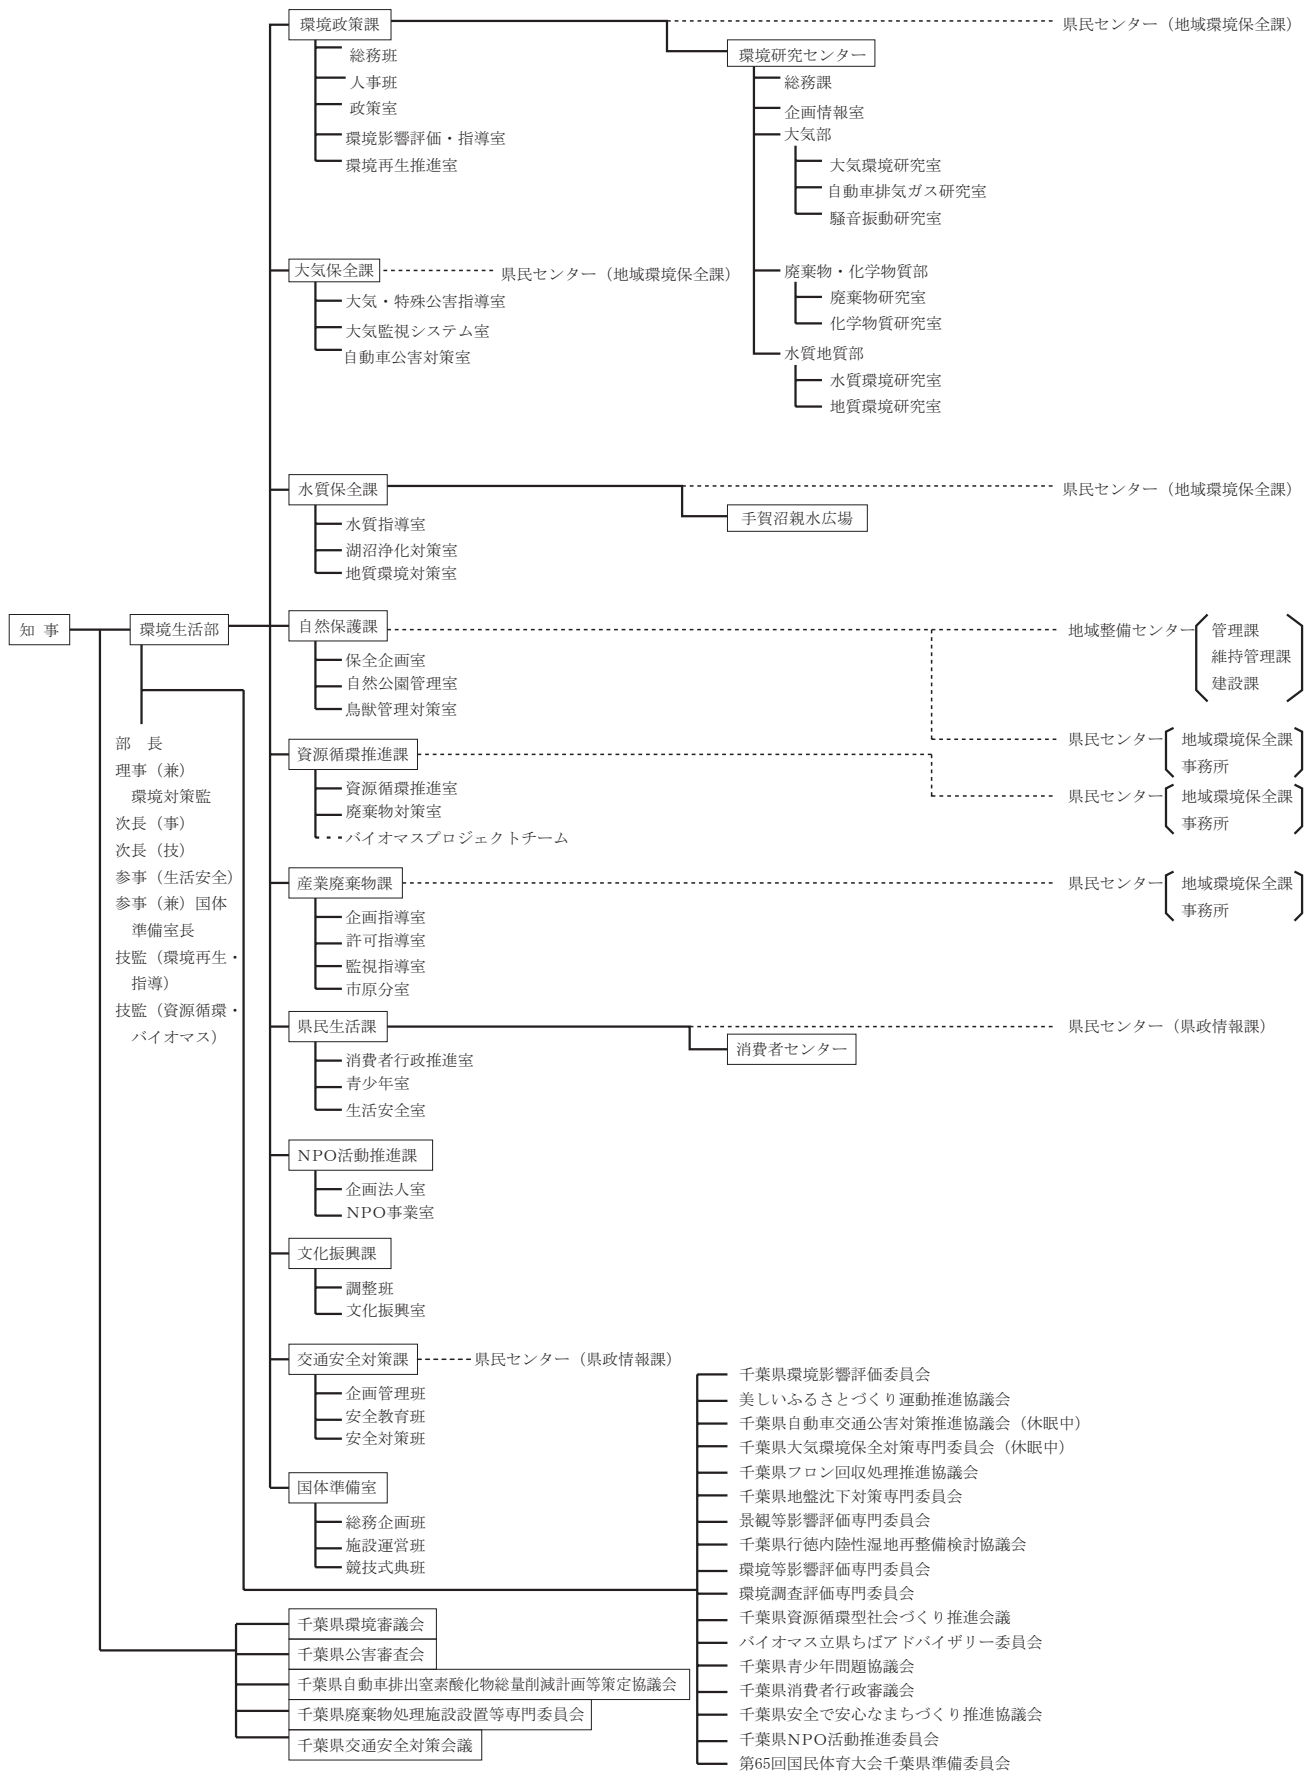 知 事
環境生活部
部　長
理事（兼）
環境対策監
次長（事）
次長（技）
参事（生活安全）
参事（兼）国体
準備室長
技監（環境再生・
指導）
技監（資源循環・
バイオマス）
環境政策課
総務班
人事班
政策室
環境影響評価・指導室
環境再生推進室
県民センター（地域環境保全課）
環境研究センター
総務課
企画情報室
大気部
大気環境研究室
自動車排気ガス研究室
騒音振動研究室
廃棄物・化学物質部
廃棄物研究室
化学物質研究室
水質地質部
水質環境研究室
地質環境研究室
大気保全課
県民センター（地域環境保全課）
大気・特殊公害指導室
大気監視システム室
自動車公害対策室
水質保全課
水質指導室
湖沼浄化対策室
地質環境対策室
県民センター（地域環境保全課）
手賀沼親水広場
自然保護課
保全企画室
自然公園管理室
鳥獣管理対策室
地域整備センター
管理課
維持管理課
建設課
県民センター
地域環境保全課
事務所
資源循環推進課
資源循環推進室
廃棄物対策室
バイオマスプロジェクトチーム
県民センター
地域環境保全課
事務所
産業廃棄物課
企画指導室
許可指導室
監視指導室
市原分室
県民センター
地域環境保全課
事務所
県民生活課
消費者行政推進室
青少年室
生活安全室
県民センター（県政情報課）
消費者センター
NPO活動推進課
企画法人室
NPO事業室
文化振興課
調整班
文化振興室
交通安全対策課
県民センター（県政情報課）
企画管理班
安全教育班
安全対策班
国体準備室
総務企画班
施設運営班
競技式典班
千葉県環境審議会
千葉県公害審査会
千葉県自動車排出窒素酸化物総量削減計画等策定協議会
千葉県廃棄物処理施設設置等専門委員会
千葉県交通安全対策会議
千葉県環境影響評価委員会
美しいふるさとづくり運動推進協議会
千葉県自動車交通公害対策推進協議会（休眠中）
千葉県大気環境保全対策専門委員会（休眠中）
千葉県フロン回収処理推進協議会
千葉県地盤沈下対策専門委員会
景観等影響評価専門委員会
千葉県行徳内陸性湿地再整備検討協議会
環境等影響評価専門委員会
環境調査評価専門委員会
千葉県資源循環型社会づくり推進会議
バイオマス立県ちばアドバイザリー委員会
千葉県青少年問題協議会
千葉県消費者行政審議会
千葉県安全で安心なまちづくり推進協議会
千葉県NPO活動推進委員会
第65回国民体育大会千葉県準備委員会